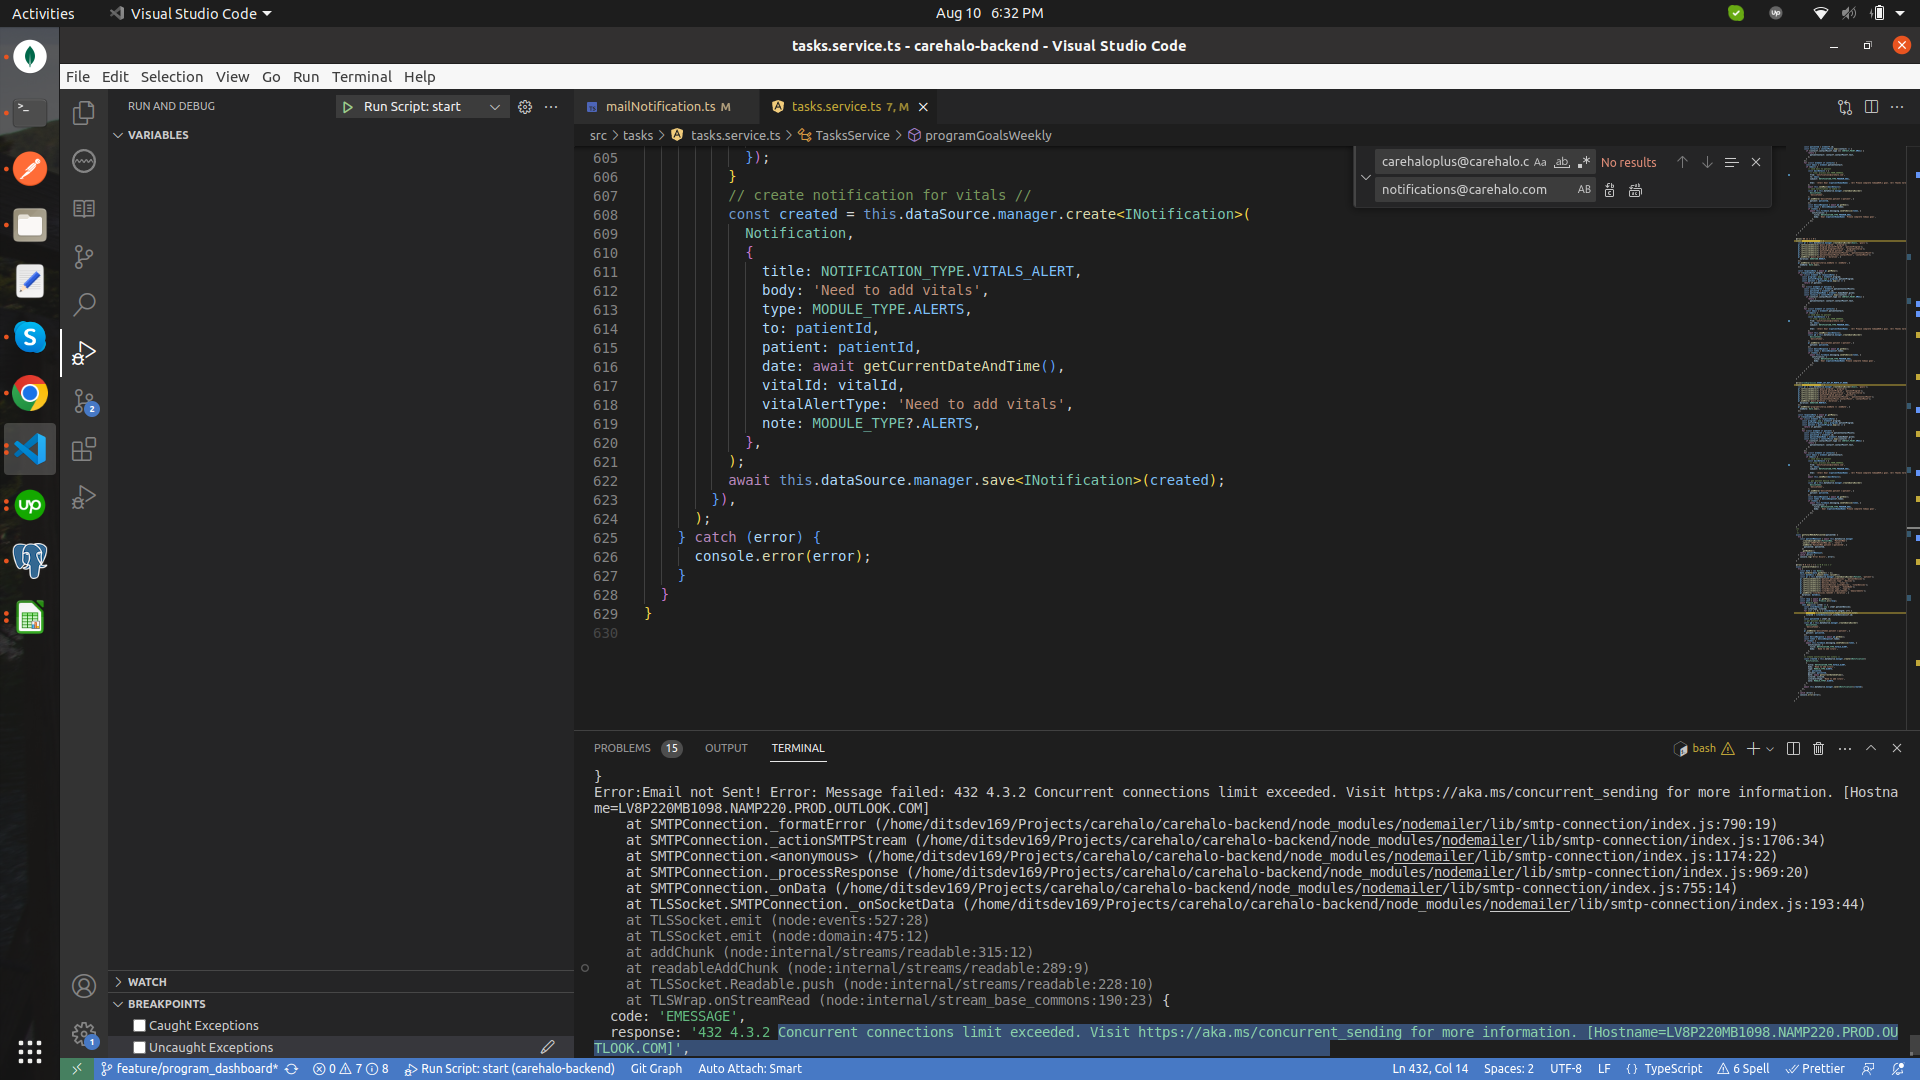 Activities
Visual Studio Code
Aug 10 6:32 PM
tasks.service.ts - carehalo-backend - Visual Studio Code
File Edit Selection View Go Run Terminal Help
RUN AND DEBUG
Run Script: start
mailNotification.ts M
tasks.service.ts 7, M
VARIABLES
src > tasks > tasks.service.ts > TasksService > programGoalsWeekly
carehaloplus@carehalo.c
Aa ab .*
No results
notifications@carehalo.com
AB
605 });
606 }
607 // create notification for vitals //
608 const created = this.dataSource.manager.create<INotification>(
609 Notification,
610 {
611 title: NOTIFICATION_TYPE.VITALS_ALERT,
612 body: 'Need to add vitals',
613 type: MODULE_TYPE.ALERTS,
614 to: patientId,
615 patient: patientId,
616 date: await getCurrentDateAndTime(),
617 vitalId: vitalId,
618 vitalAlertType: 'Need to add vitals',
619 note: MODULE_TYPE?.ALERTS,
620 },
621 );
622 await this.dataSource.manager.save<INotification>(created);
623 }),
624 );
625 } catch (error) {
626 console.error(error);
627 }
628 }
629 }
630
PROBLEMS 15 OUTPUT TERMINAL
bash
}
Error:Email not Sent! Error: Message failed: 432 4.3.2 Concurrent connections limit exceeded. Visit https://aka.ms/concurrent_sending for more information. [Hostna
me=LV8P220MB1098.NAMP220.PROD.OUTLOOK.COM]
at SMTPConnection._formatError (/home/ditsdev169/Projects/carehalo/carehalo-backend/node_modules/nodemailer/lib/smtp-connection/index.js:790:19)
at SMTPConnection._actionSMTPStream (/home/ditsdev169/Projects/carehalo/carehalo-backend/node_modules/nodemailer/lib/smtp-connection/index.js:1706:34)
at SMTPConnection.<anonymous> (/home/ditsdev169/Projects/carehalo/carehalo-backend/node_modules/nodemailer/lib/smtp-connection/index.js:1174:22)
at SMTPConnection._processResponse (/home/ditsdev169/Projects/carehalo/carehalo-backend/node_modules/nodemailer/lib/smtp-connection/index.js:969:20)
at SMTPConnection._onData (/home/ditsdev169/Projects/carehalo/carehalo-backend/node_modules/nodemailer/lib/smtp-connection/index.js:755:14)
at TLSSocket.SMTPConnection._onSocketData (/home/ditsdev169/Projects/carehalo/carehalo-backend/node_modules/nodemailer/lib/smtp-connection/index.js:193:44)
at TLSSocket.emit (node:events:527:28)
at TLSSocket.emit (node:domain:475:12)
at addChunk (node:internal/streams/readable:315:12)
at readableAddChunk (node:internal/streams/readable:289:9)
at TLSSocket.Readable.push (node:internal/streams/readable:228:10)
at TLSWrap.onStreamRead (node:internal/stream_base_commons:190:23) {
code: 'EMESSAGE',
response: '432 4.3.2 Concurrent connections limit exceeded. Visit https://aka.ms/concurrent_sending for more information. [Hostname=LV8P220MB1098.NAMP220.PROD.OU
TLOOK.COM]',
WATCH
BREAKPOINTS
Caught Exceptions
Uncaught Exceptions
2
1
up
feature/program_dashboard* 0 7 8 Run Script: start (carehalo-backend) Git Graph Auto Attach: Smart
Ln 432, Col 14 Spaces: 2 UTF-8 LF { } TypeScript 6 Spell Prettier